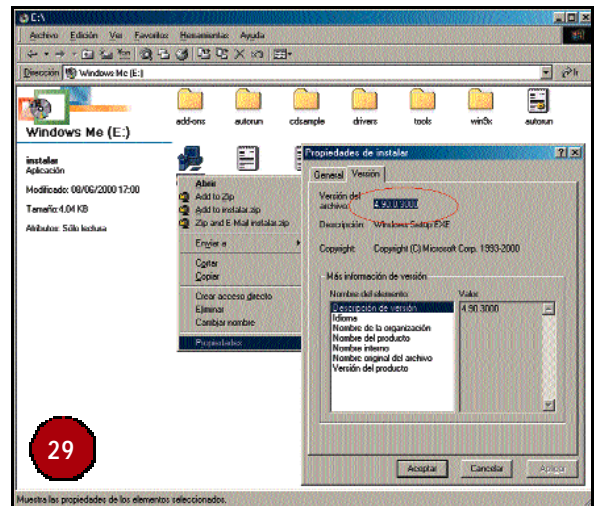 E:\
Archivo Edición Ver Favoritos Herramientas Ayuda
Dirección Windows Me (E:)
Windows Me (E:)
instalar
Aplicación
Modificado: 08/06/2000 17:00
Tamaño: 4,04 KB
Atributos: Sólo lectura
add-ons autorun cdsample drivers tools win9x autorun
Abrir
Add to Zip
Add to instalar.zip
Zip and E-Mail instalar.zip
Enviar a
Cortar
Copiar
Crear acceso directo
Eliminar
Cambiar nombre
Propiedades
Propiedades de instalar
General Versión
Versión del
archivo: 4.90.0.3000
Descripción: Windows Setup EXE
Copyright: Copyright (C) Microsoft Corp. 1993-2000
Más información de versión
Nombre del elemento: Valor:
Descripción de versión 4.90.3000
Idioma
Nombre de la organización
Nombre del producto
Nombre interno
Nombre original del archivo
Versión del producto
Aceptar Cancelar Aplicar
29
Muestra las propiedades de los elementos seleccionados.